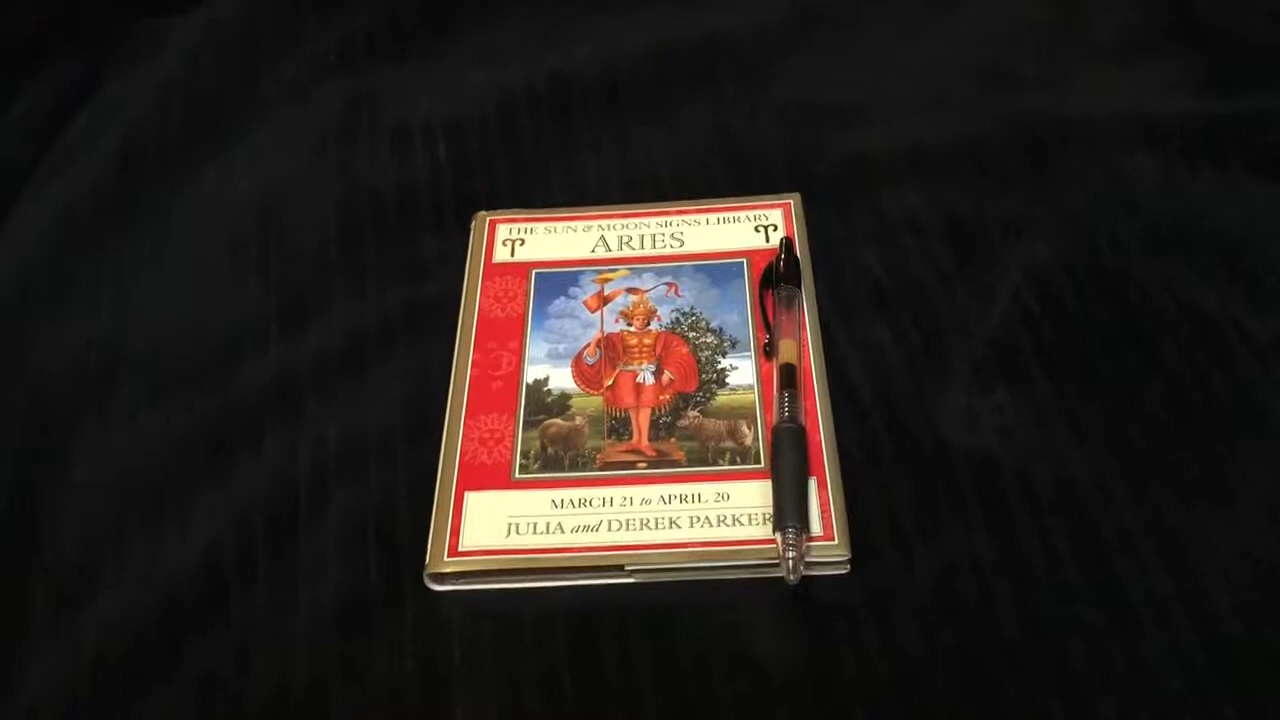 THE SUN & MOON SIGNS LIBRARY
ARIES
MARCH 21 to APRIL 20
JULIA and DEREK PARKER